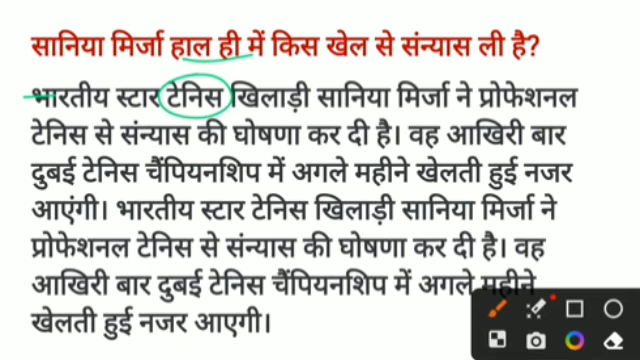 सानिया मिर्जा हाल ही में किस खेल से संन्यास ली है?
भारतीय स्टार टेनिस खिलाड़ी सानिया मिर्जा ने प्रोफेशनल
टेनिस से संन्यास की घोषणा कर दी है। वह आखिरी बार
दुबई टेनिस चैंपियनशिप में अगले महीने खेलती हुई नजर
आएंगी। भारतीय स्टार टेनिस खिलाड़ी सानिया मिर्जा ने
प्रोफेशनल टेनिस से संन्यास की घोषणा कर दी है। वह
आखिरी बार दुबई टेनिस चैंपियनशिप में अगले महीने
खेलती हुई नजर आएगी।